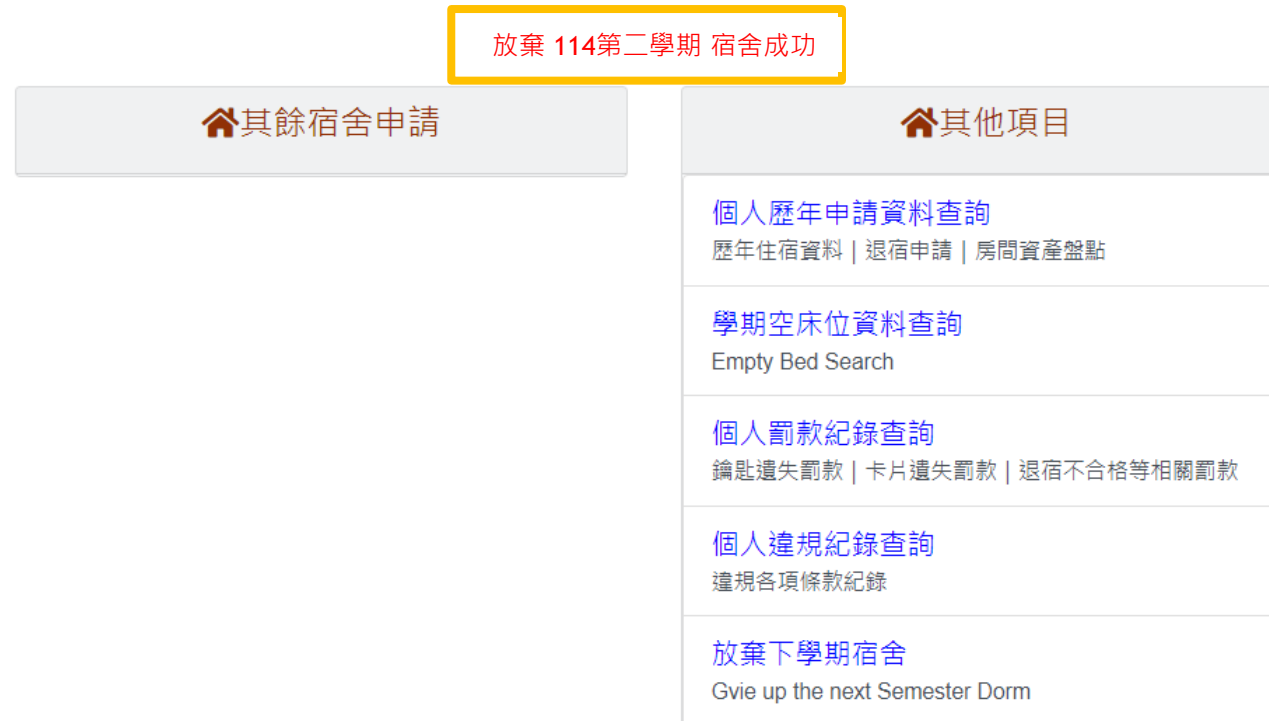 放棄 114第二學期 宿舍成功
其餘宿舍申請
其他項目
個人歷年申請資料查詢
歷年住宿資料 | 退宿申請 | 房間資產盤點
學期空床位資料查詢
Empty Bed Search
個人罰款紀錄查詢
鑰匙遺失罰款 | 卡片遺失罰款 | 退宿不合格等相關罰款
個人違規紀錄查詢
違規各項條款紀錄
放棄下學期宿舍
Gvie up the next Semester Dorm